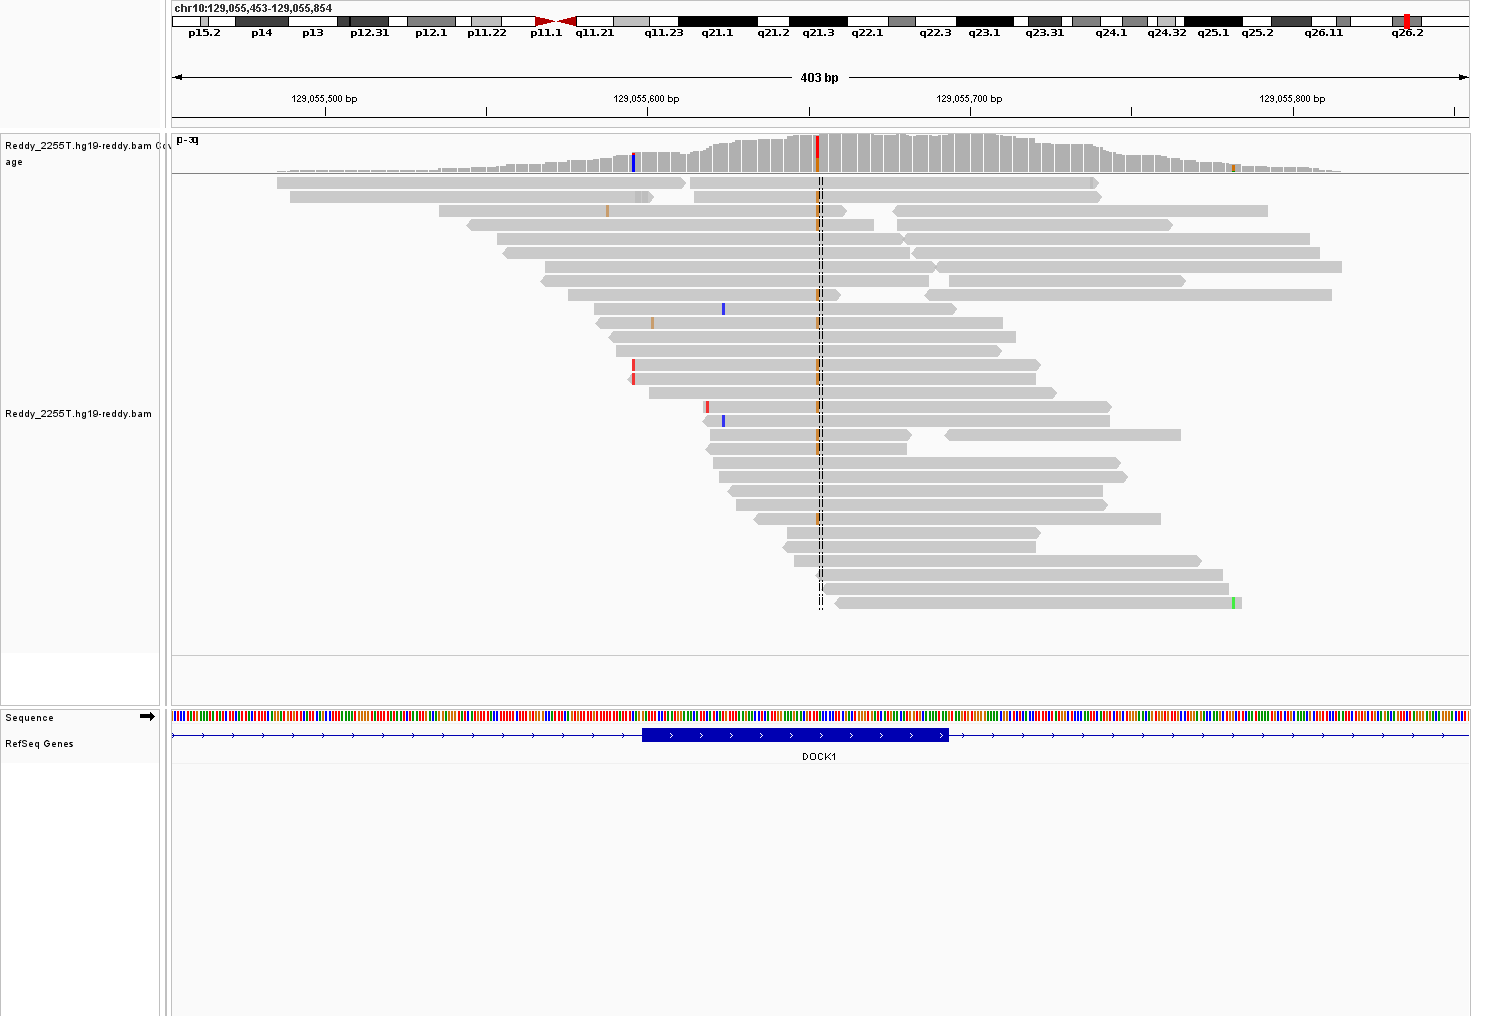 chr10:129,055,453-129,055,854
p15.2 p14 p13 p12.31 p12.1 p11.22 p11.1 q11.21 q11.23 q21.1 q21.2 q21.3 q22.1 q22.3 q23.1 q23.31 q24.1 q24.32 q25.1 q25.2 q26.11 q26.2
403 bp
129,055,500 bp 129,055,600 bp 129,055,700 bp 129,055,800 bp
Reddy_2255T.hg19-reddy.bam Cov
age
Reddy_2255T.hg19-reddy.bam
Sequence
RefSeq Genes
DOCK1